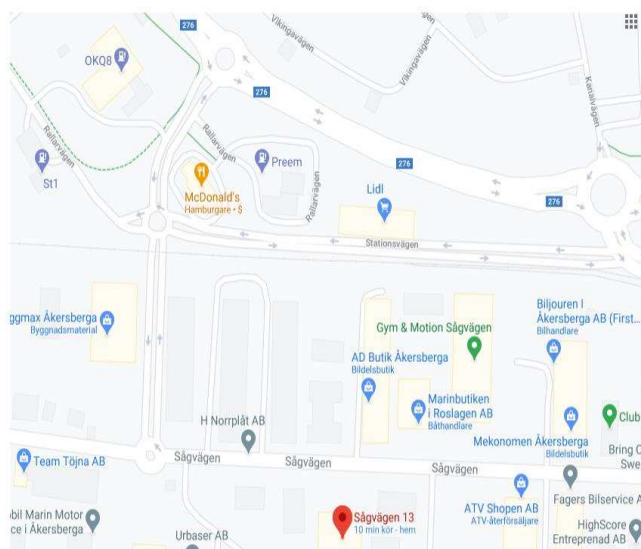 276
OKQ8
Vikingavägen
Vikingavägen
Kanalvägen
276
Rallarvägen
Rallarvägen
Preem
276
St1
McDonald's
Hamburgare • $
Rallarvägen
Lidl
276
Stationsvägen
ggmax Åkersberga
Byggnadsmaterial
Biljouren I
Åkersberga AB (First...
Bilhandlare
Gym & Motion Sågvägen
AD Butik Åkersberga
Bildelsbutik
Marinbutiken
i Roslagen AB
Båthandlare
Club
H Norrplåt AB
Mekonomen Åkersberga
Bildelsbutik
Bring C
Swe
Team Töjna AB
Sågvägen
Sågvägen
Sågvägen
ATV Shopen AB
ATV-återförsäljare
Fagers Bilservice A
obil Marin Motor
ce i Åkersberga
Sågvägen 13
10 min kör - hem
Urbaser AB
HighScore
Entreprenad AB